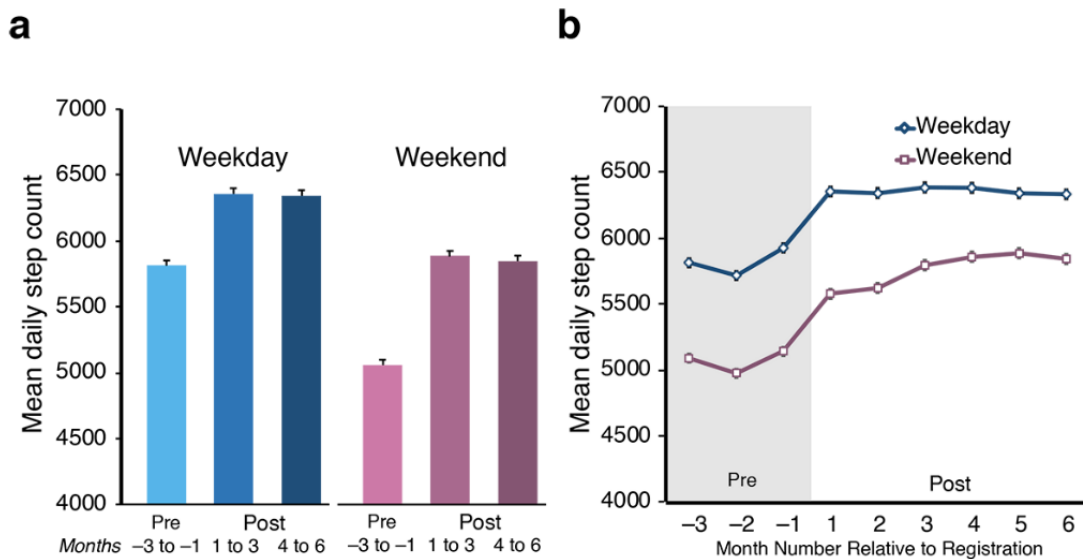 a
Mean daily step count
7000
6500
6000
5500
5000
4500
4000
Weekday
Weekend
Pre
Post
Pre
Post
Months
–3 to –1
1 to 3
4 to 6
–3 to –1
1 to 3
4 to 6
b
Mean daily step count
7000
6500
6000
5500
5000
4500
4000
Weekday
Weekend
Pre
Post
–3
–2
–1
1
2
3
4
5
6
Month Number Relative to Registration